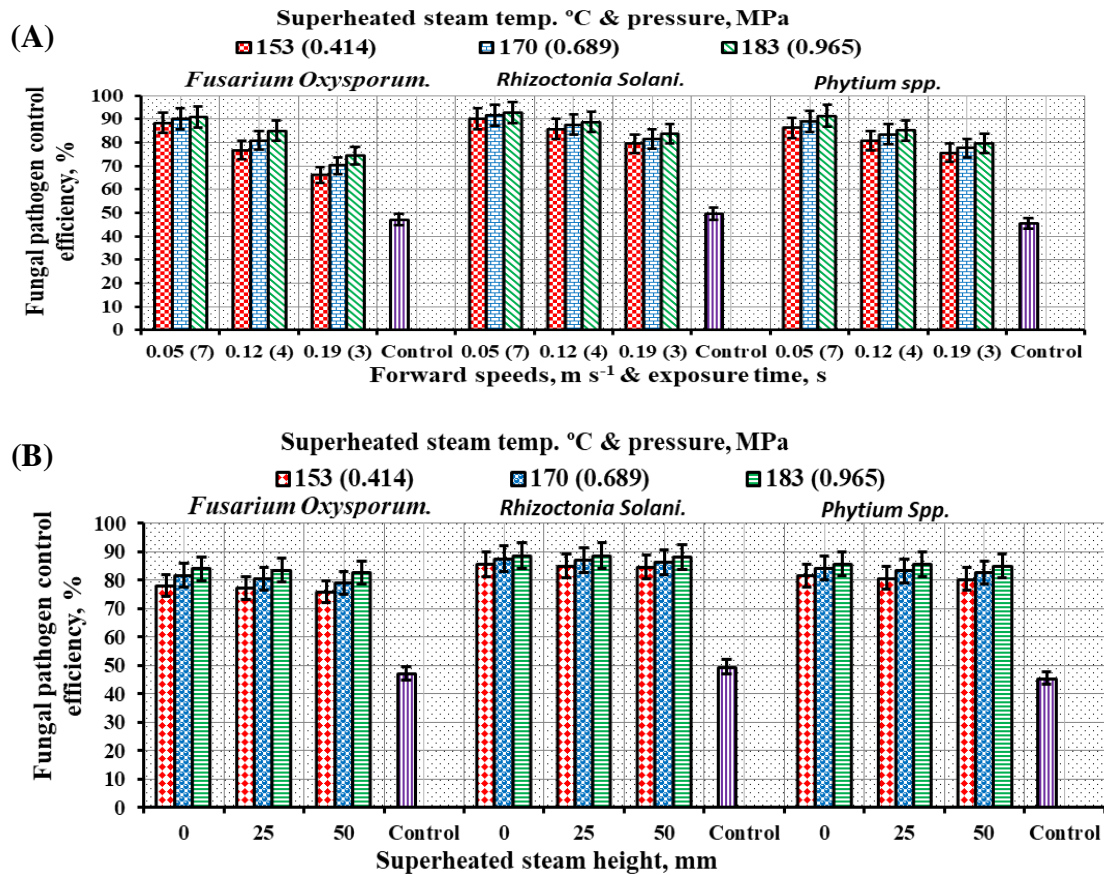 (A)
Superheated steam temp. ºC & pressure, MPa
153 (0.414) 170 (0.689) 183 (0.965)
Fusarium Oxysporum. Rhizoctonia Solani. Phytium spp.
Fungal pathogen control
efficiency, %
100
90
80
70
60
50
40
30
20
10
0
0.05 (7) 0.12 (4) 0.19 (3) Control 0.05 (7) 0.12 (4) 0.19 (3) Control 0.05 (7) 0.12 (4) 0.19 (3) Control
Forward speeds, m s⁻¹ & exposure time, s
(B)
Superheated steam temp. ºC & pressure, MPa
153 (0.414) 170 (0.689) 183 (0.965)
Fusarium Oxysporum. Rhizoctonia Solani. Phytium Spp.
Fungal pathogen control
efficiency, %
100
90
80
70
60
50
40
30
20
10
0
0 25 50 Control 0 25 50 Control 0 25 50 Control
Superheated steam height, mm